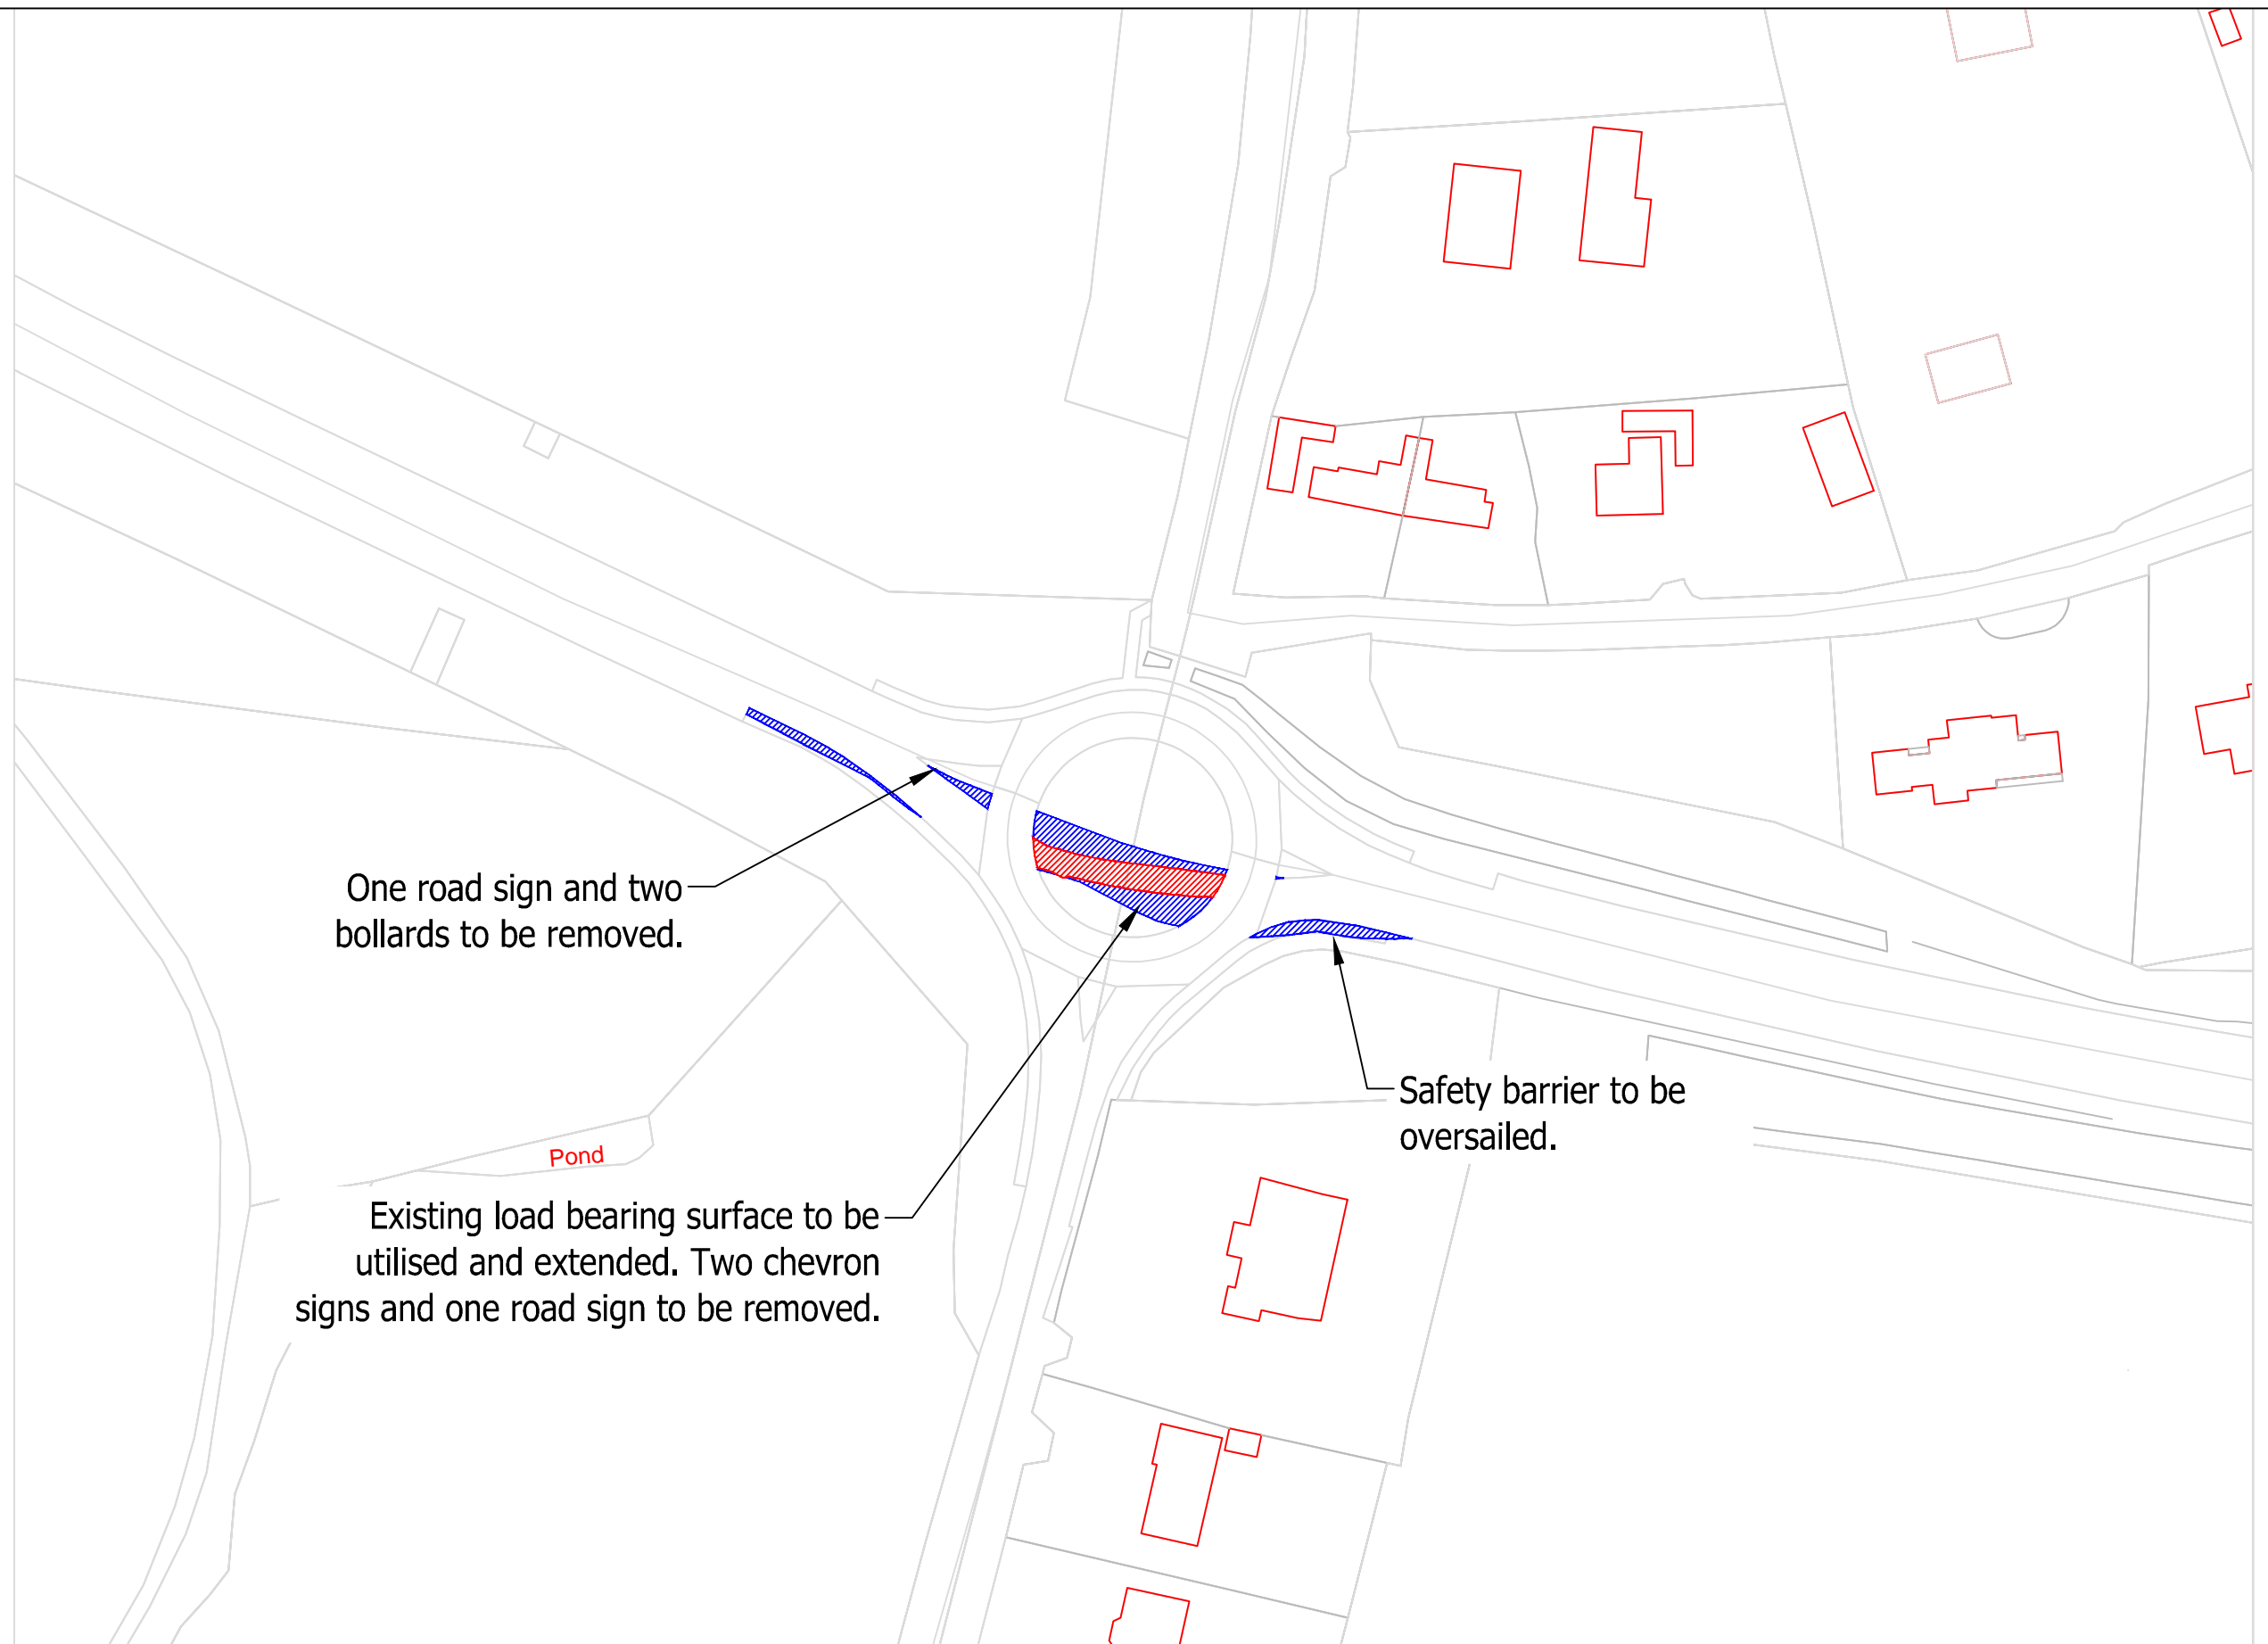 One road sign and two
bollards to be removed.
Safety barrier to be
oversailed.
Pond
Existing load bearing surface to be
utilised and extended. Two chevron
signs and one road sign to be removed.